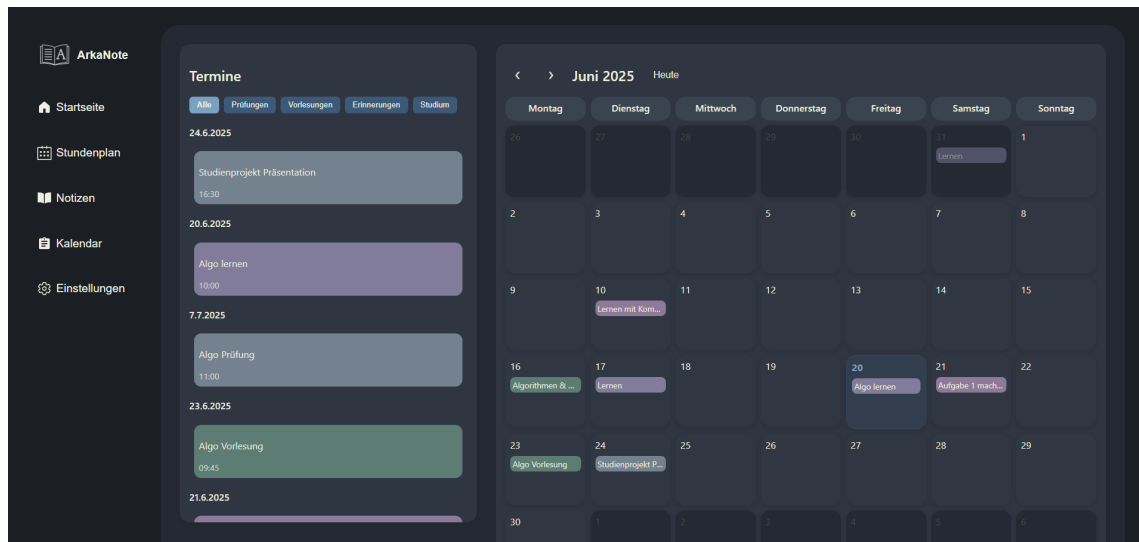 A ArkaNote
Startseite
Stundenplan
Notizen
Kalendar
Einstellungen
Termine
Alle Prüfungen Vorlesungen Erinnerungen Studium
24.6.2025
Studienprojekt Präsentation
16:30
20.6.2025
Algo lernen
10:00
7.7.2025
Algo Prüfung
11:00
23.6.2025
Algo Vorlesung
09:45
21.6.2025
‹ › Juni 2025 Heute
Montag Dienstag Mittwoch Donnerstag Freitag Samstag Sonntag
26 27 28 29 30 31 1
Lernen
2 3 4 5 6 7 8
9 10 11 12 13 14 15
Lernen mit Kom...
16 17 18 19 20 21 22
Algorithmen & ... Lernen Algo lernen Aufgabe 1 mach...
23 24 25 26 27 28 29
Algo Vorlesung Studienprojekt P...
30 1 2 3 4 5 6